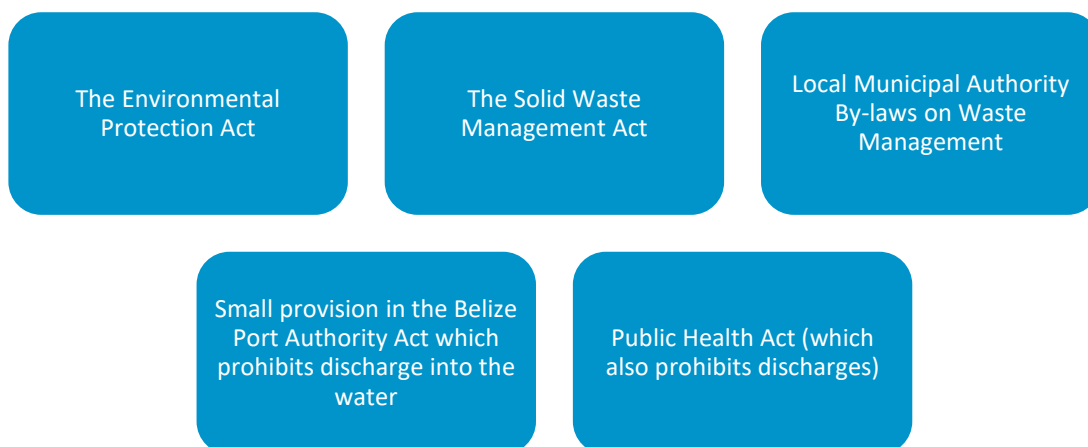 The Environmental
Protection Act
The Solid Waste
Management Act
Local Municipal Authority
By-laws on Waste
Management
Small provision in the Belize
Port Authority Act which
prohibits discharge into the
water
Public Health Act (which
also prohibits discharges)